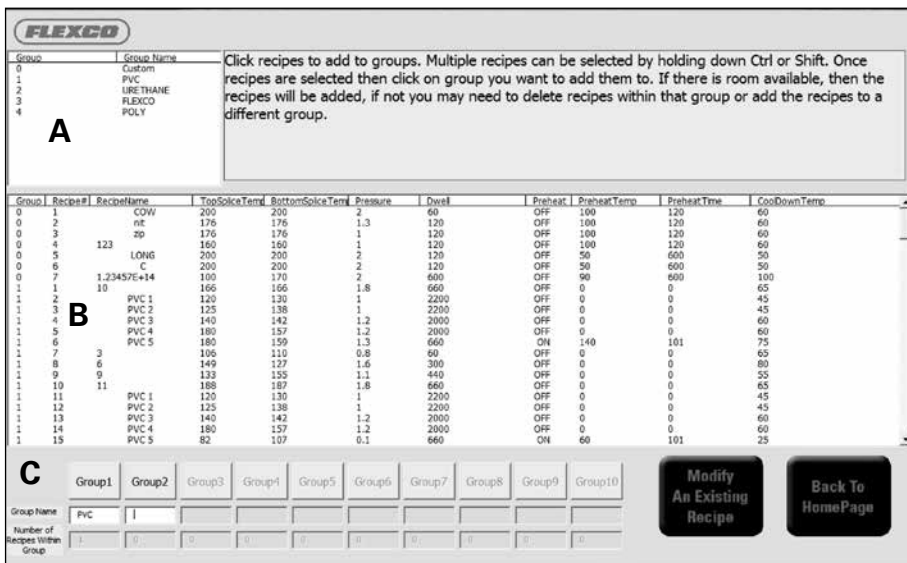 FLEXCO
Group Group Name
0 Custom
1 PVC
2 URETHANE
3 FLEXCO
4 POLY
A
Click recipes to add to groups. Multiple recipes can be selected by holding down Ctrl or Shift. Once
recipes are selected then click on group you want to add them to. If there is room available, then the
recipes will be added, if not you may need to delete recipes within that group or add the recipes to a
different group.
Group Recipe# RecipeName TopSpliceTemp BottomSpliceTemp Pressure Dwell Preheat PreheatTemp PreheatTime CoolDownTemp
0 1 COW 200 200 2 60 OFF 100 120 60
0 2 nit 176 176 1.3 120 OFF 100 120 60
0 3 zip 176 176 1 120 OFF 100 120 60
0 4 123 160 160 1 120 OFF 100 120 60
0 5 LONG 200 200 2 120 OFF 50 600 50
0 6 C 200 200 2 120 OFF 50 600 60
0 7 1.23457E+14 100 170 2 600 OFF 90 600 100
1 1 10 166 166 1.8 660 OFF 0 0 65
1 2 PVC 1 120 130 1 2200 OFF 0 0 45
1 3 PVC 2 125 138 1 2200 OFF 0 0 45
1 4 PVC 3 140 142 1.2 2000 OFF 0 0 60
1 5 PVC 4 180 157 1.2 2000 OFF 0 0 60
1 6 PVC 5 180 159 1.3 660 ON 140 101 75
1 7 3 106 110 0.8 60 OFF 0 0 65
1 8 6 149 127 1.6 300 OFF 0 0 80
1 9 9 133 155 1.1 440 OFF 0 0 55
1 10 11 188 187 1.8 660 OFF 0 0 65
1 11 PVC 1 120 130 1 2200 OFF 0 0 45
1 12 PVC 2 125 138 1 2200 OFF 0 0 45
1 13 PVC 3 140 142 1.2 2000 OFF 0 0 60
1 14 PVC 4 180 157 1.2 2000 OFF 0 0 60
1 15 PVC 5 82 107 0.1 660 ON 60 101 25
B
C
Group1 Group2 Group3 Group4 Group5 Group6 Group7 Group8 Group9 Group10
Group Name PVC
Number of
Recipes Within
Group
1 0 0 0 0 0 0 0 0 0
Modify
An Existing
Recipe
Back To
HomePage